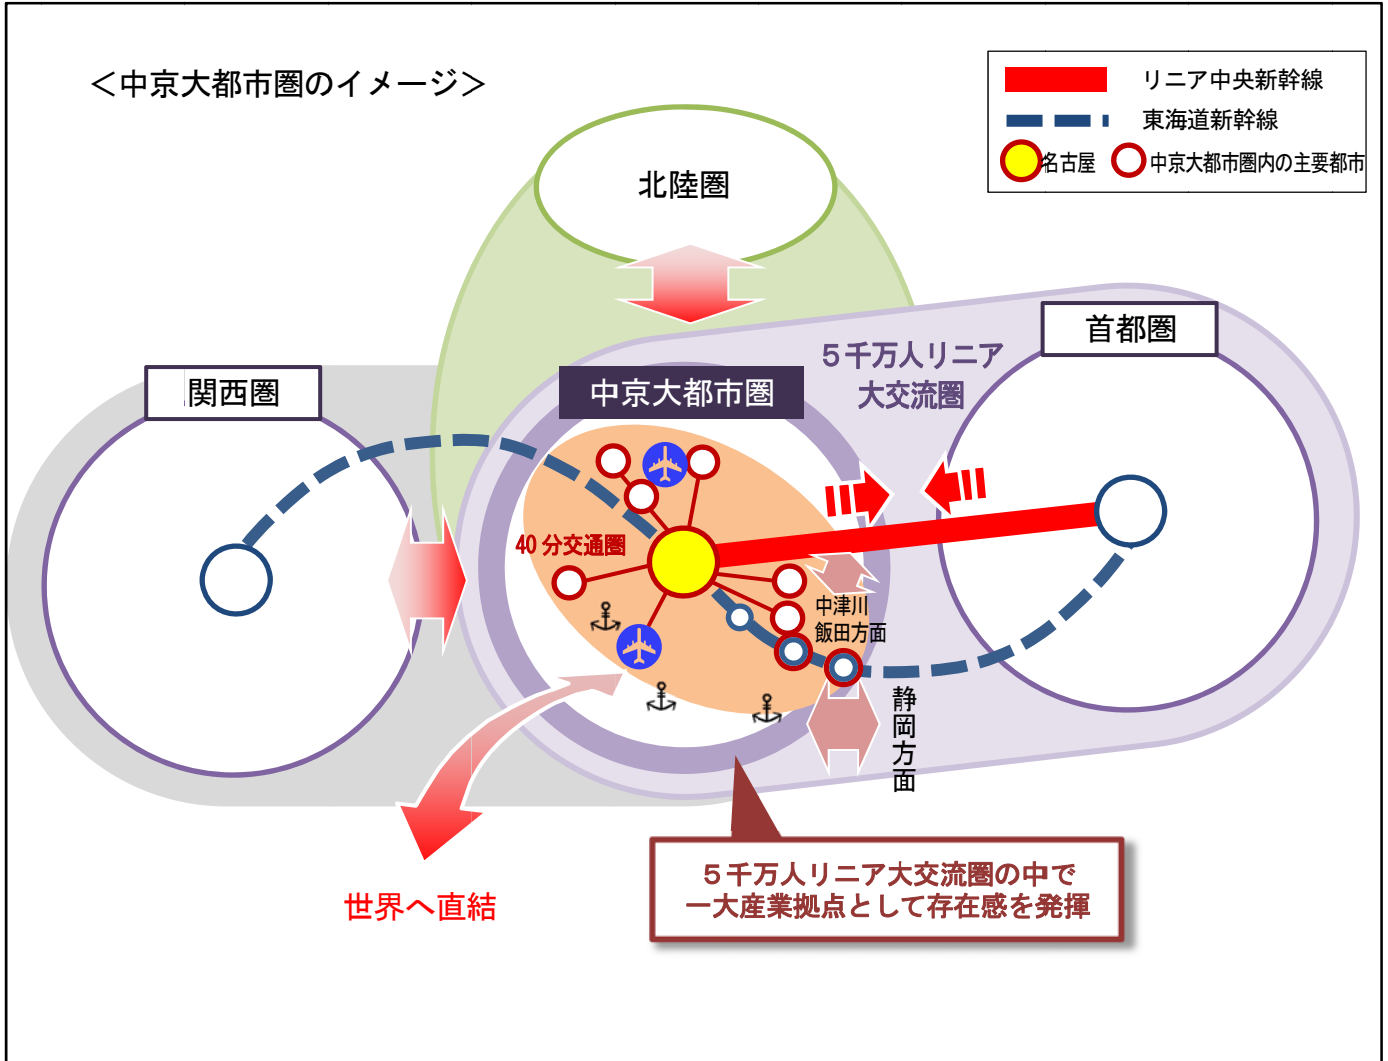 ＜中京大都市圏のイメージ＞
リニア中央新幹線
東海道新幹線
名古屋
中京大都市圏内の主要都市
北陸圏
首都圏
５千万人リニア
大交流圏
関西圏
中京大都市圏
40 分交通圏
中津川
飯田方面
静岡方面
５千万人リニア大交流圏の中で
一大産業拠点として存在感を発揮
世界へ直結